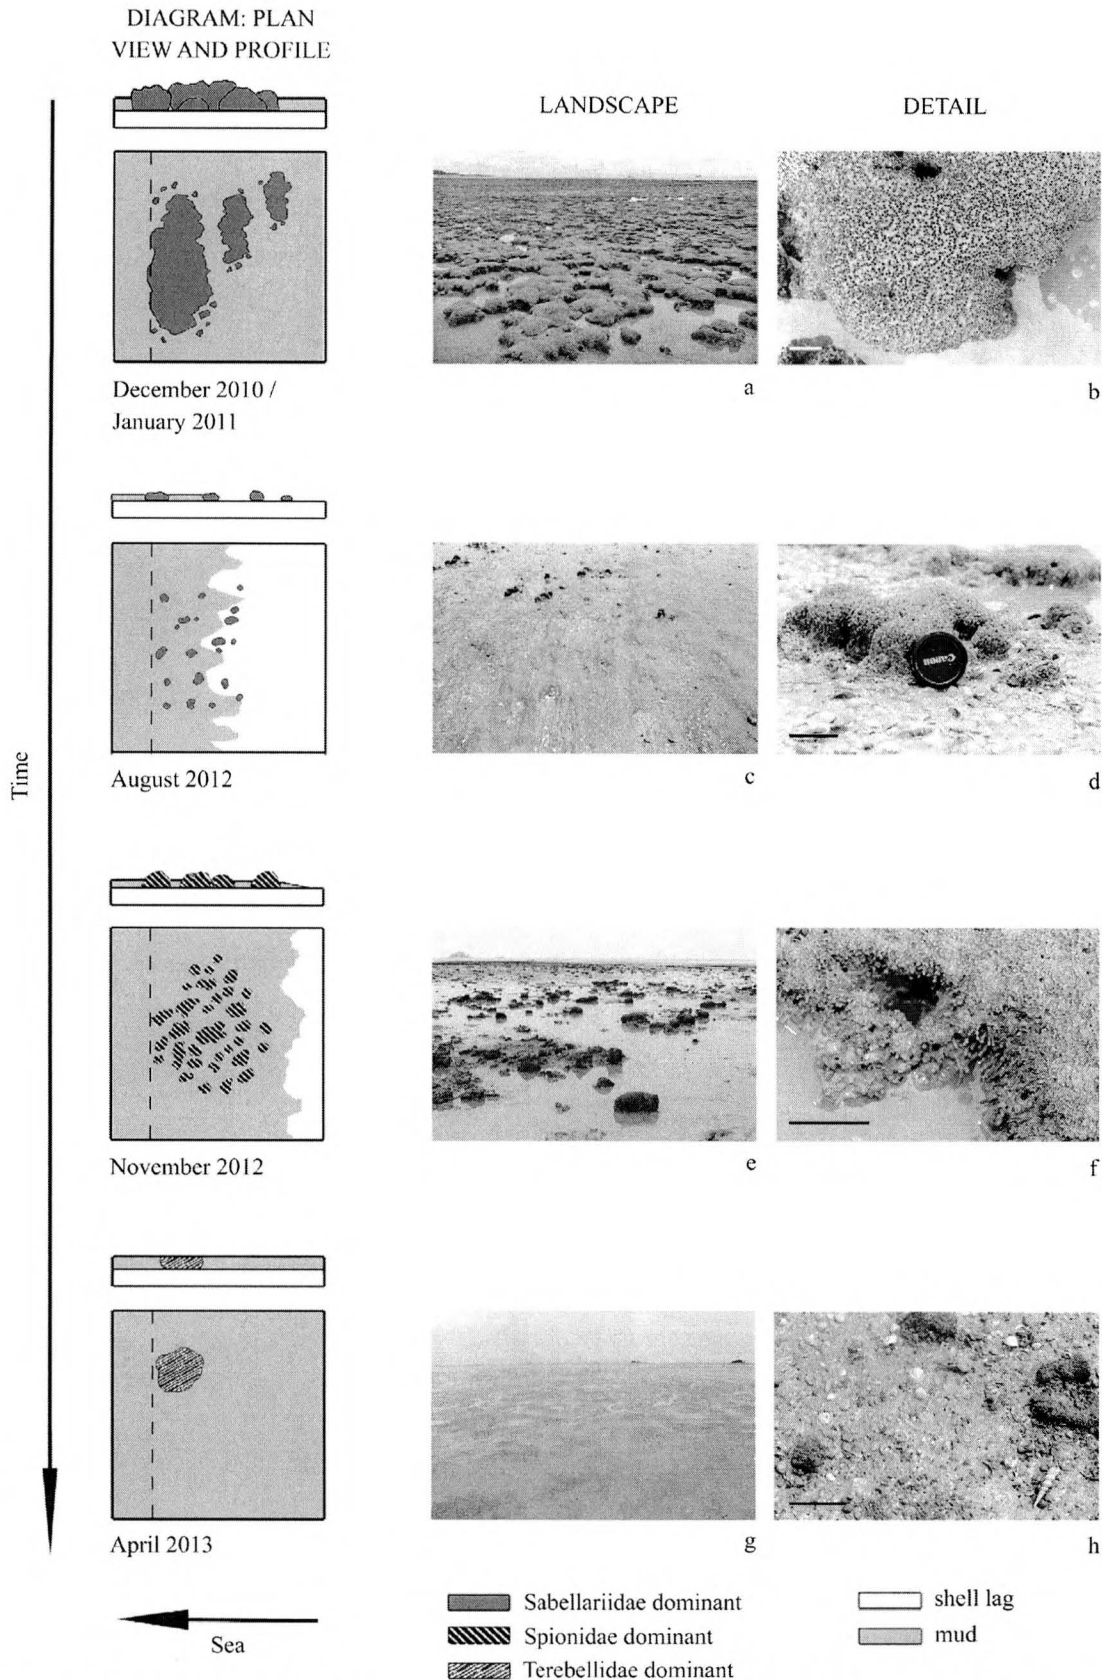 DIAGRAM: PLAN
VIEW AND PROFILE
LANDSCAPE
DETAIL
December 2010 /
January 2011
a
b
August 2012
Canon
c
d
Time
November 2012
e
f
April 2013
g
h
Sea
Sabellariidae dominant
Spionidae dominant
Terebellidae dominant
shell lag
mud